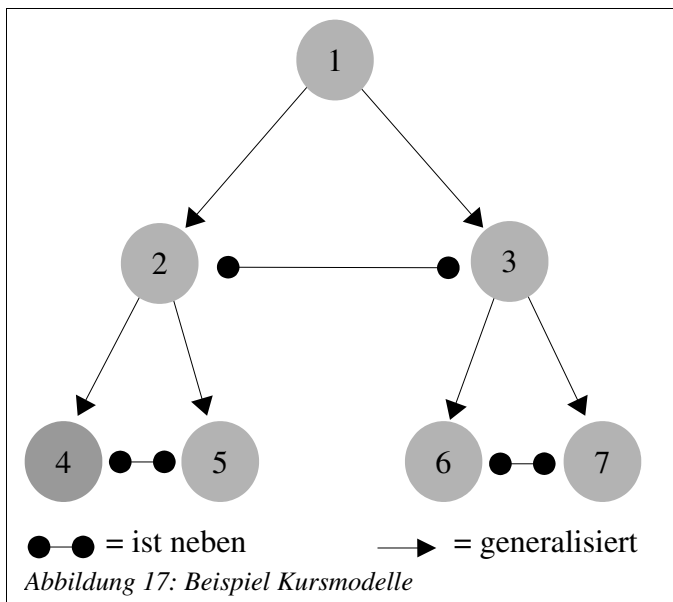 1
2 3
4 5 6 7
= ist neben = generalisiert
Abbildung 17: Beispiel Kursmodelle